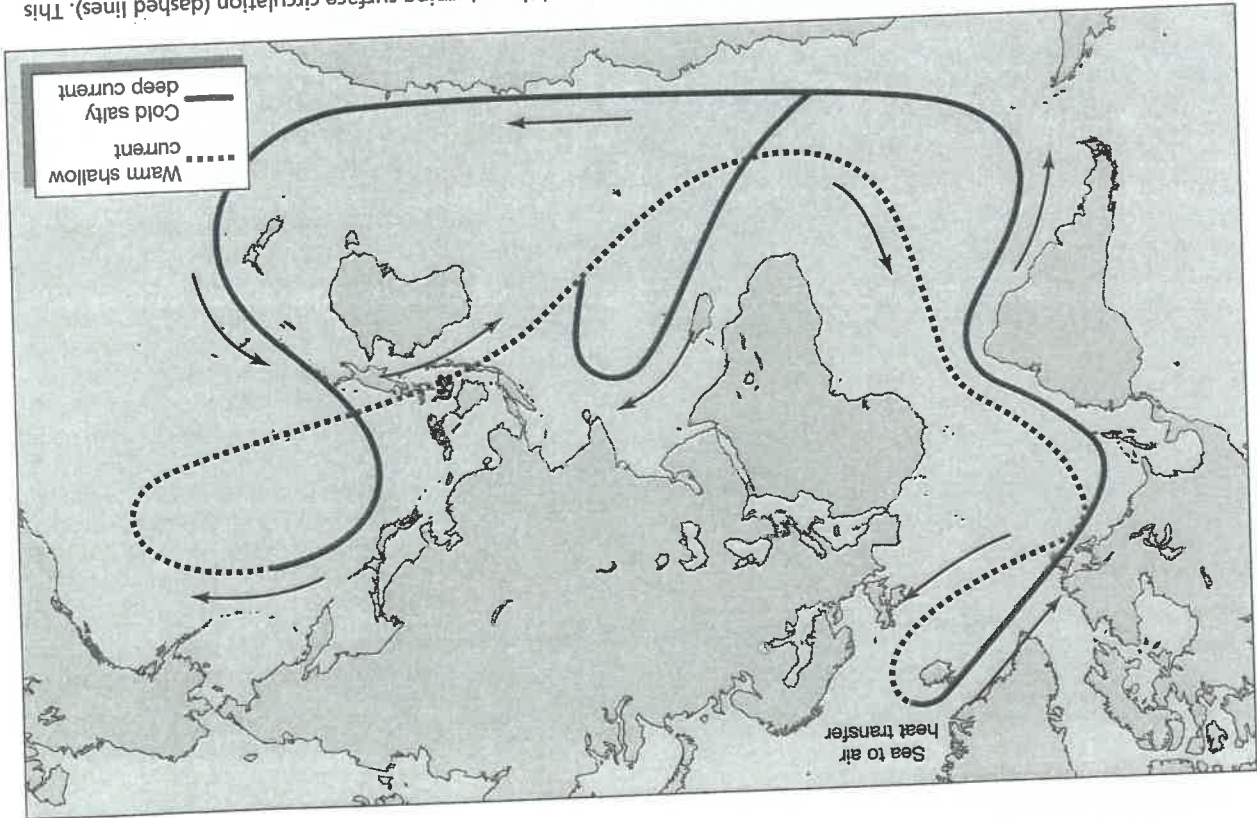 Sea to air
heat transfer
Warm shallow
current
Cold salty
deep current
surface circulation (dashed lines). This